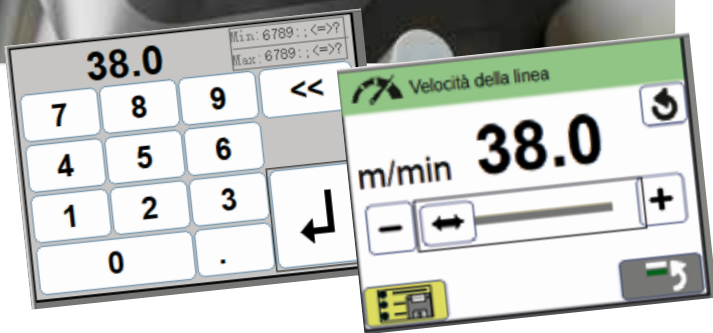 38.0
Min:6789:;<=>?
Max:6789:;<=>?
7 8 9 <<
4 5 6
1 2 3
0 .
Velocità della linea
m/min 38.0
- +